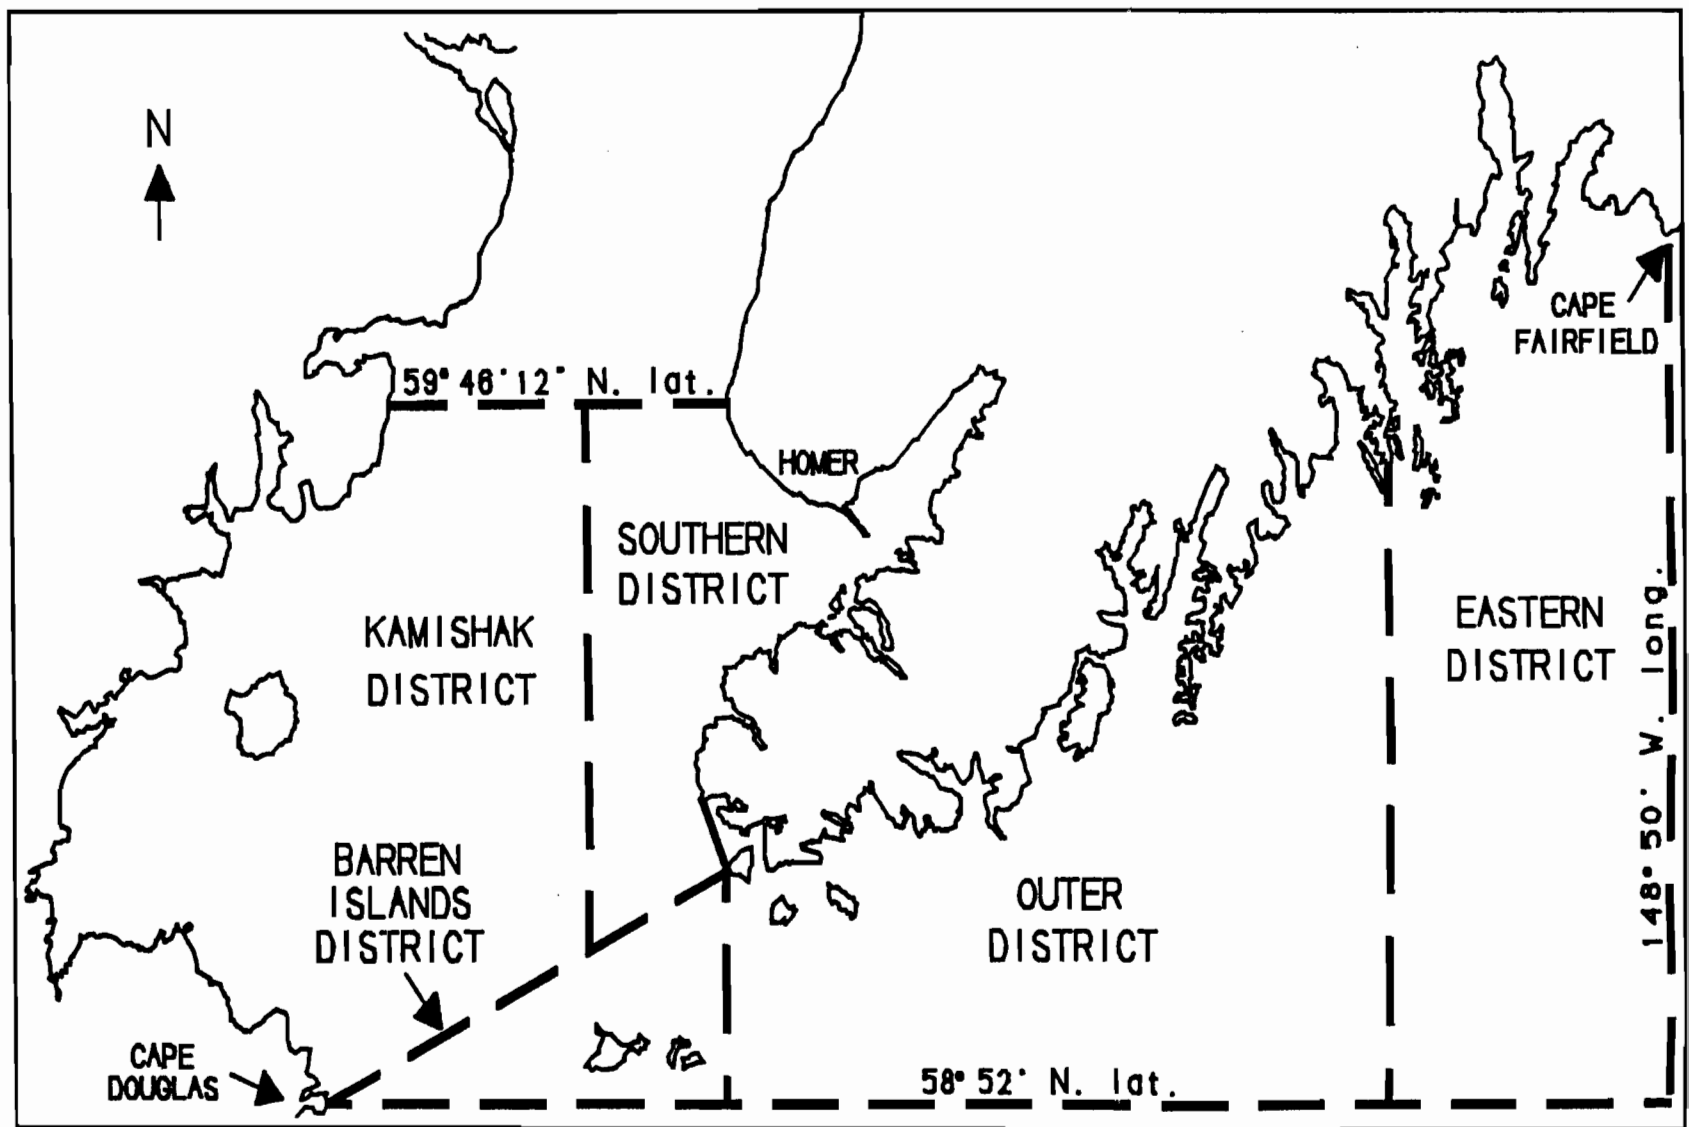 N
59° 46' 12" N. lat.
HOMER
CAPE
FAIRFIELD
SOUTHERN
DISTRICT
KAMISHAK
DISTRICT
EASTERN
DISTRICT
148° 50' W. long.
BARREN
ISLANDS
DISTRICT
OUTER
DISTRICT
CAPE
DOUGLAS
58° 52' N. lat.